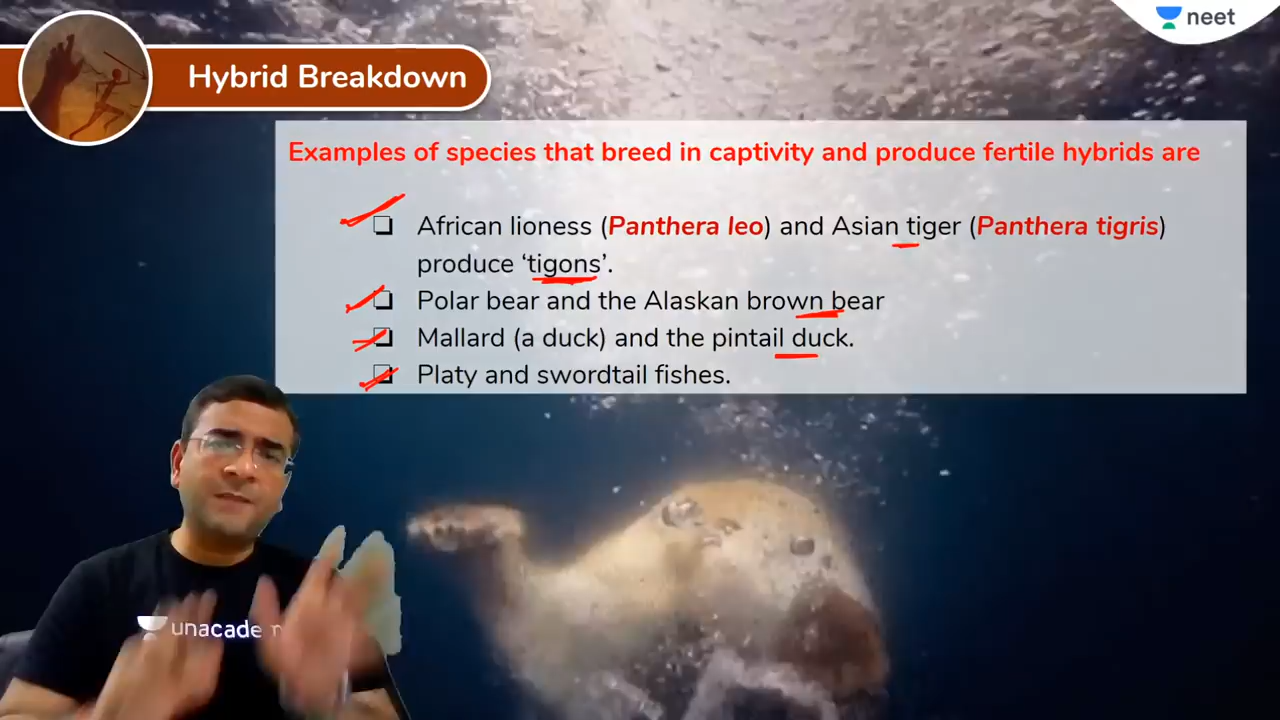 neet
Hybrid Breakdown
Examples of species that breed in captivity and produce fertile hybrids are
African lioness (Panthera leo) and Asian tiger (Panthera tigris)
produce ‘tigons’.
Polar bear and the Alaskan brown bear
Mallard (a duck) and the pintail duck.
Platy and swordtail fishes.
unacade